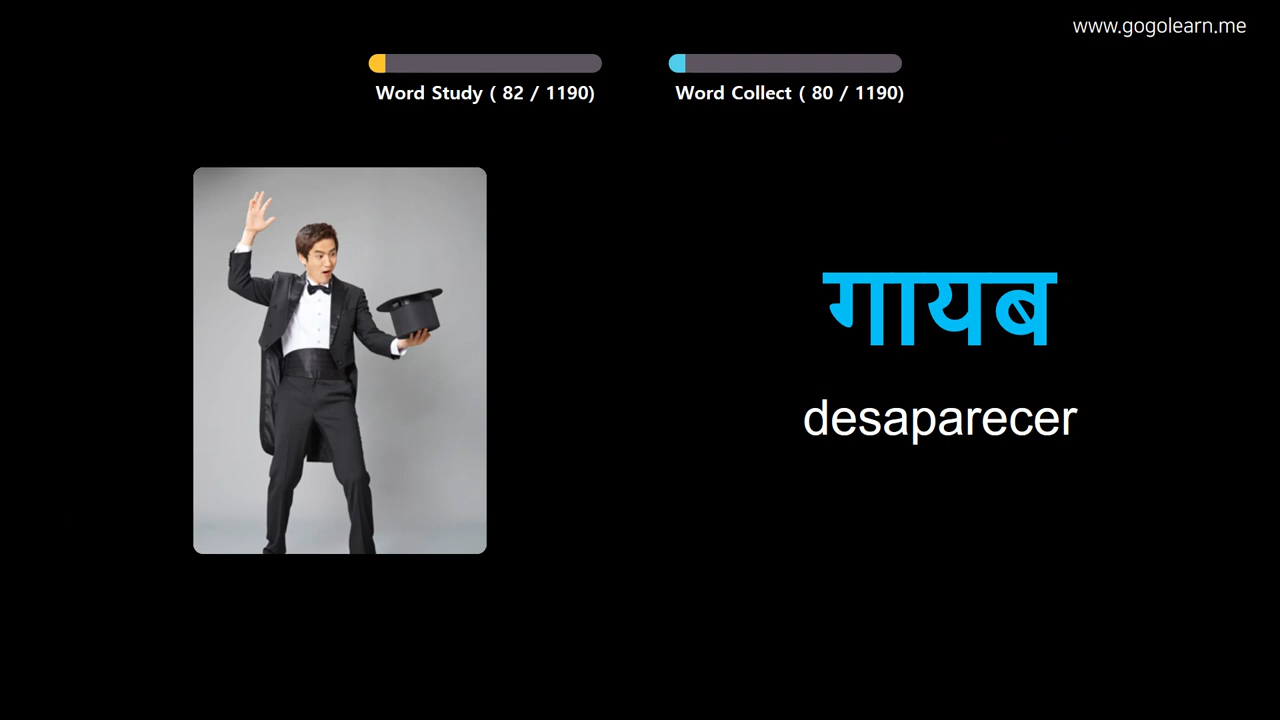 www.gogolearn.me
Word Study ( 82 / 1190)
Word Collect ( 80 / 1190)
गायब
desaparecer